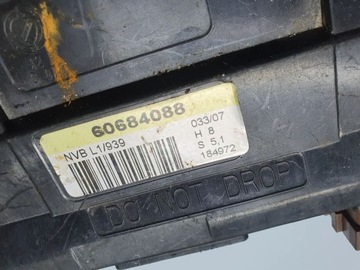 60684088
NVB L1/939
033/07
H 8
S 5.1
184972
DO NOT DROP